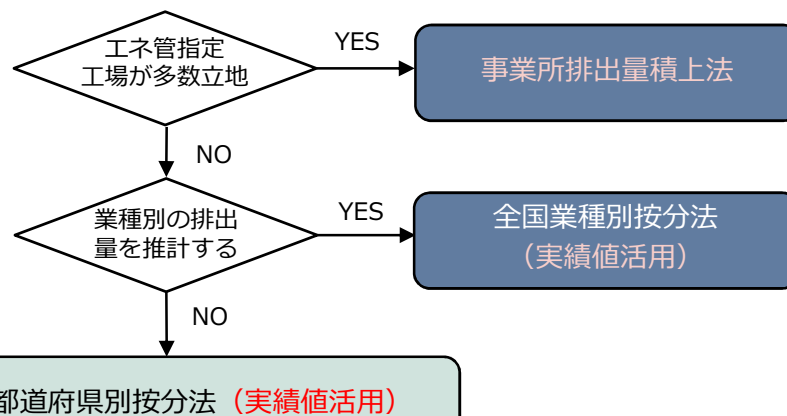 エネ管指定
工場が多数立地
YES
事業所排出量積上法
NO
業種別の排出
量を推計する
YES
全国業種別按分法
（実績値活用）
NO
都道府県別按分法（実績値活用）